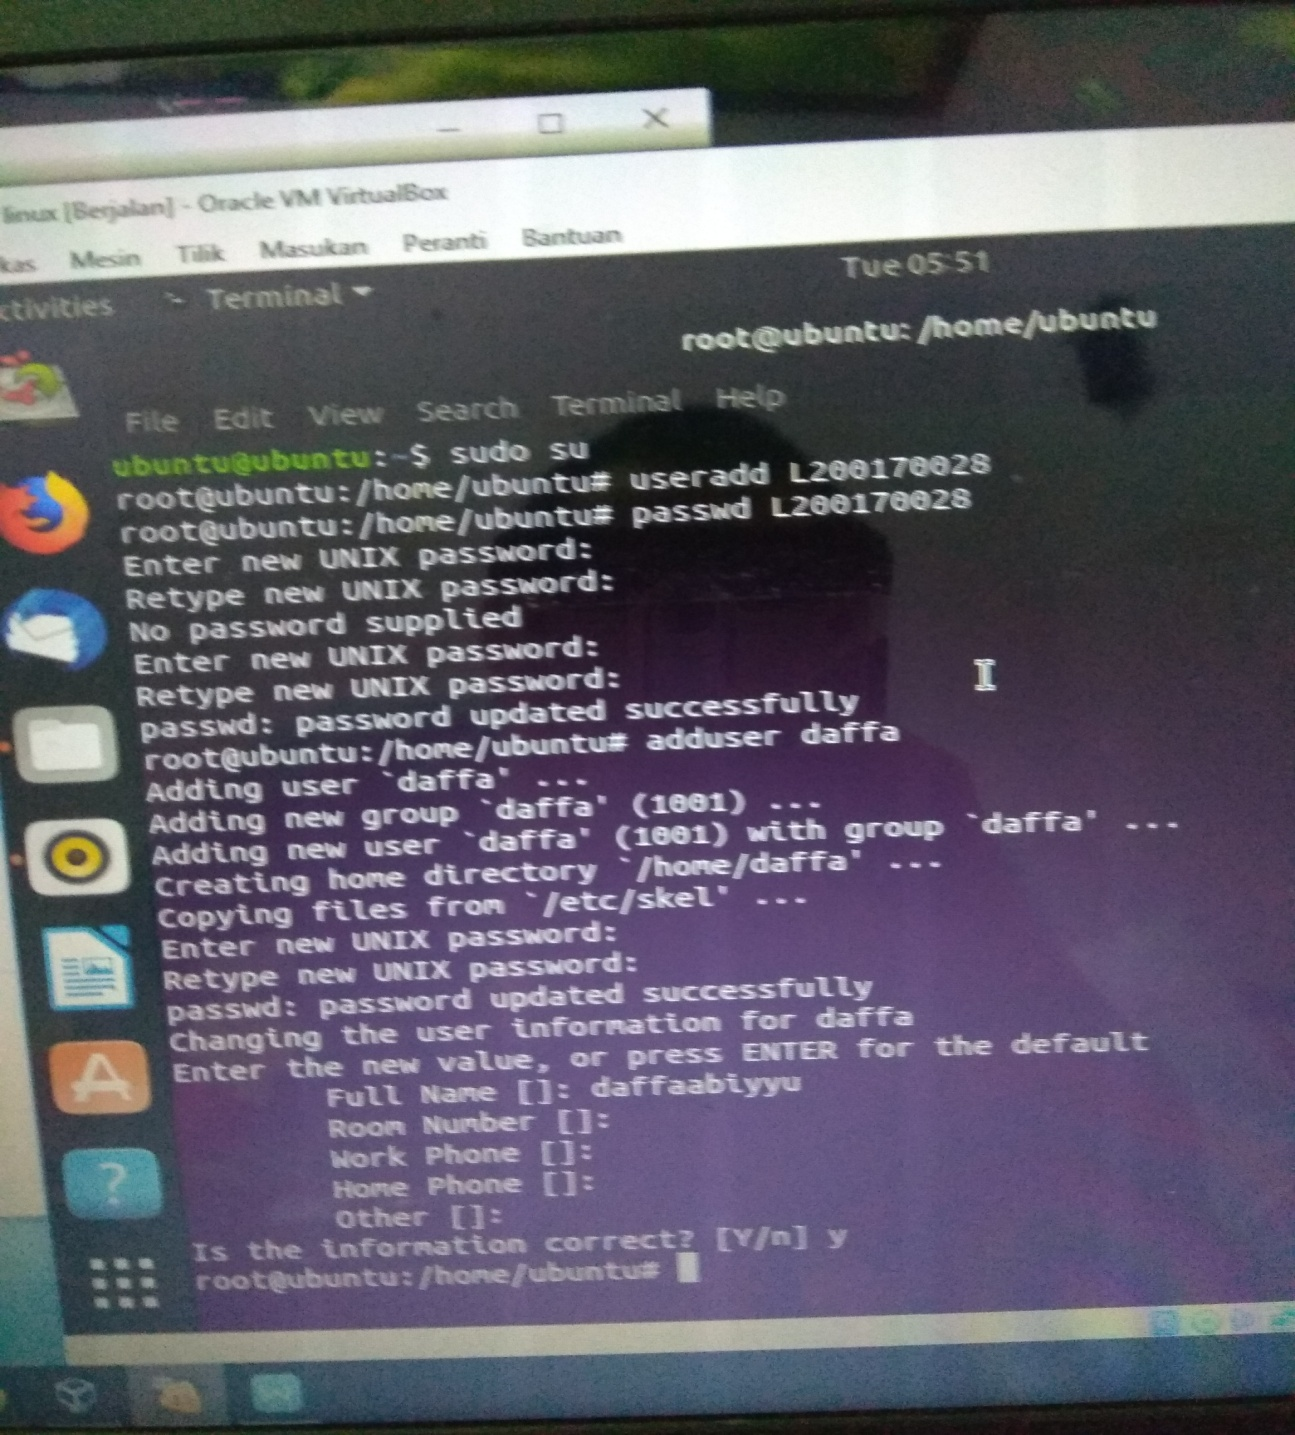 linux [Berjalan] - Oracle VM VirtualBox
kas Mesin Tilik Masukan Peranti Bantuan
ctivities Terminal Tue 05:51
root@ubuntu: /home/ubuntu
File Edit View Search Terminal Help
ubuntu@ubuntu:~$ sudo su
root@ubuntu:/home/ubuntu# useradd L200170028
root@ubuntu:/home/ubuntu# passwd L200170028
Enter new UNIX password:
Retype new UNIX password:
No password supplied
Enter new UNIX password:
Retype new UNIX password:
passwd: password updated successfully
root@ubuntu:/home/ubuntu# adduser daffa
Adding user `daffa' ...
Adding new group `daffa' (1001) ...
Adding new user `daffa' (1001) with group `daffa' ...
Creating home directory `/home/daffa' ...
Copying files from `/etc/skel' ...
Enter new UNIX password:
Retype new UNIX password:
passwd: password updated successfully
Changing the user information for daffa
Enter the new value, or press ENTER for the default
Full Name []: daffaabiyyu
Room Number []:
Work Phone []:
Home Phone []:
Other []:
Is the information correct? [Y/n] y
root@ubuntu:/home/ubuntu#